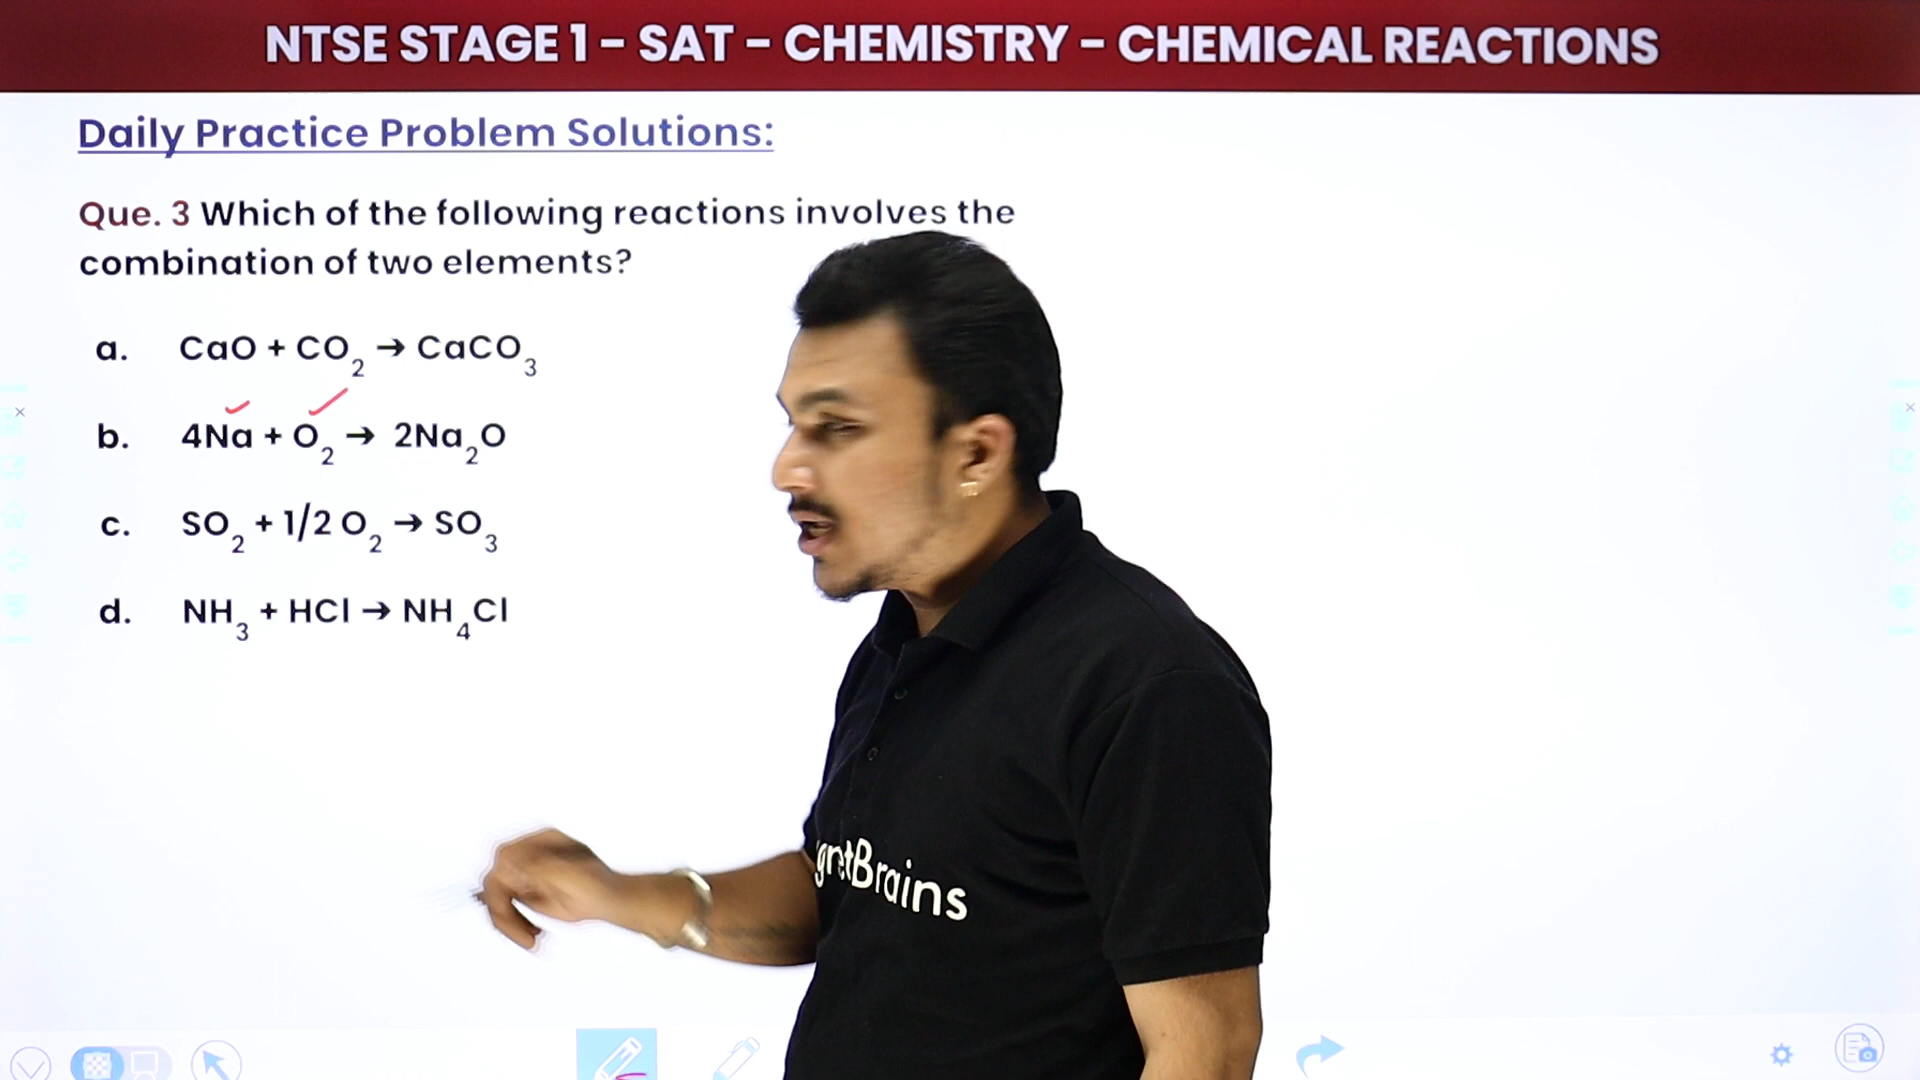 NTSE STAGE 1 – SAT – CHEMISTRY – CHEMICAL REACTIONS
Daily Practice Problem Solutions:
Que. 3 Which of the following reactions involves the
combination of two elements?
a. CaO + CO₂ → CaCO₃
b. 4Na + O₂ → 2Na₂O
c. SO₂ + 1/2 O₂ → SO₃
d. NH₃ + HCl → NH₄Cl
gnetBrains